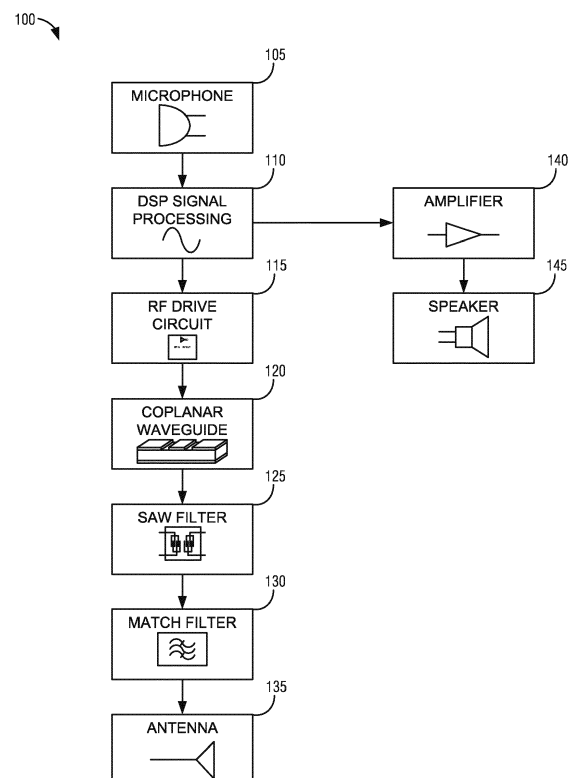 100
105
MICROPHONE
110
DSP SIGNAL
PROCESSING
140
AMPLIFIER
115
RF DRIVE
CIRCUIT
145
SPEAKER
120
COPLANAR
WAVEGUIDE
125
SAW FILTER
130
MATCH FILTER
135
ANTENNA